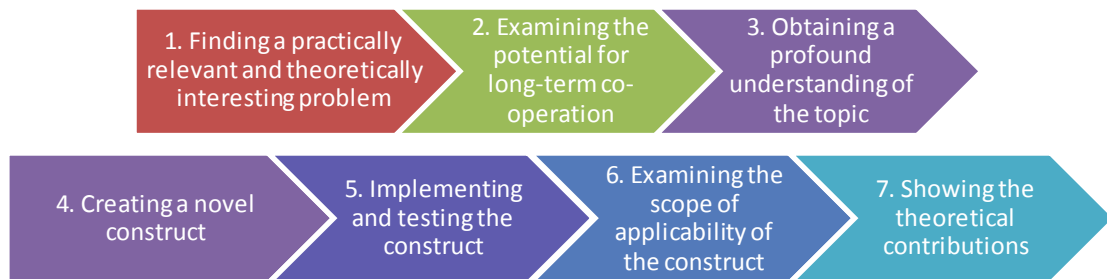 1. Finding a practically
relevant and theoretically
interesting problem
2. Examining the
potential for
long-term co-
operation
3. Obtaining a
profound
understanding of
the topic
4. Creating a novel
construct
5. Implementing
and testing the
construct
6. Examining the
scope of
applicability of
the construct
7. Showing the
theoretical
contributions